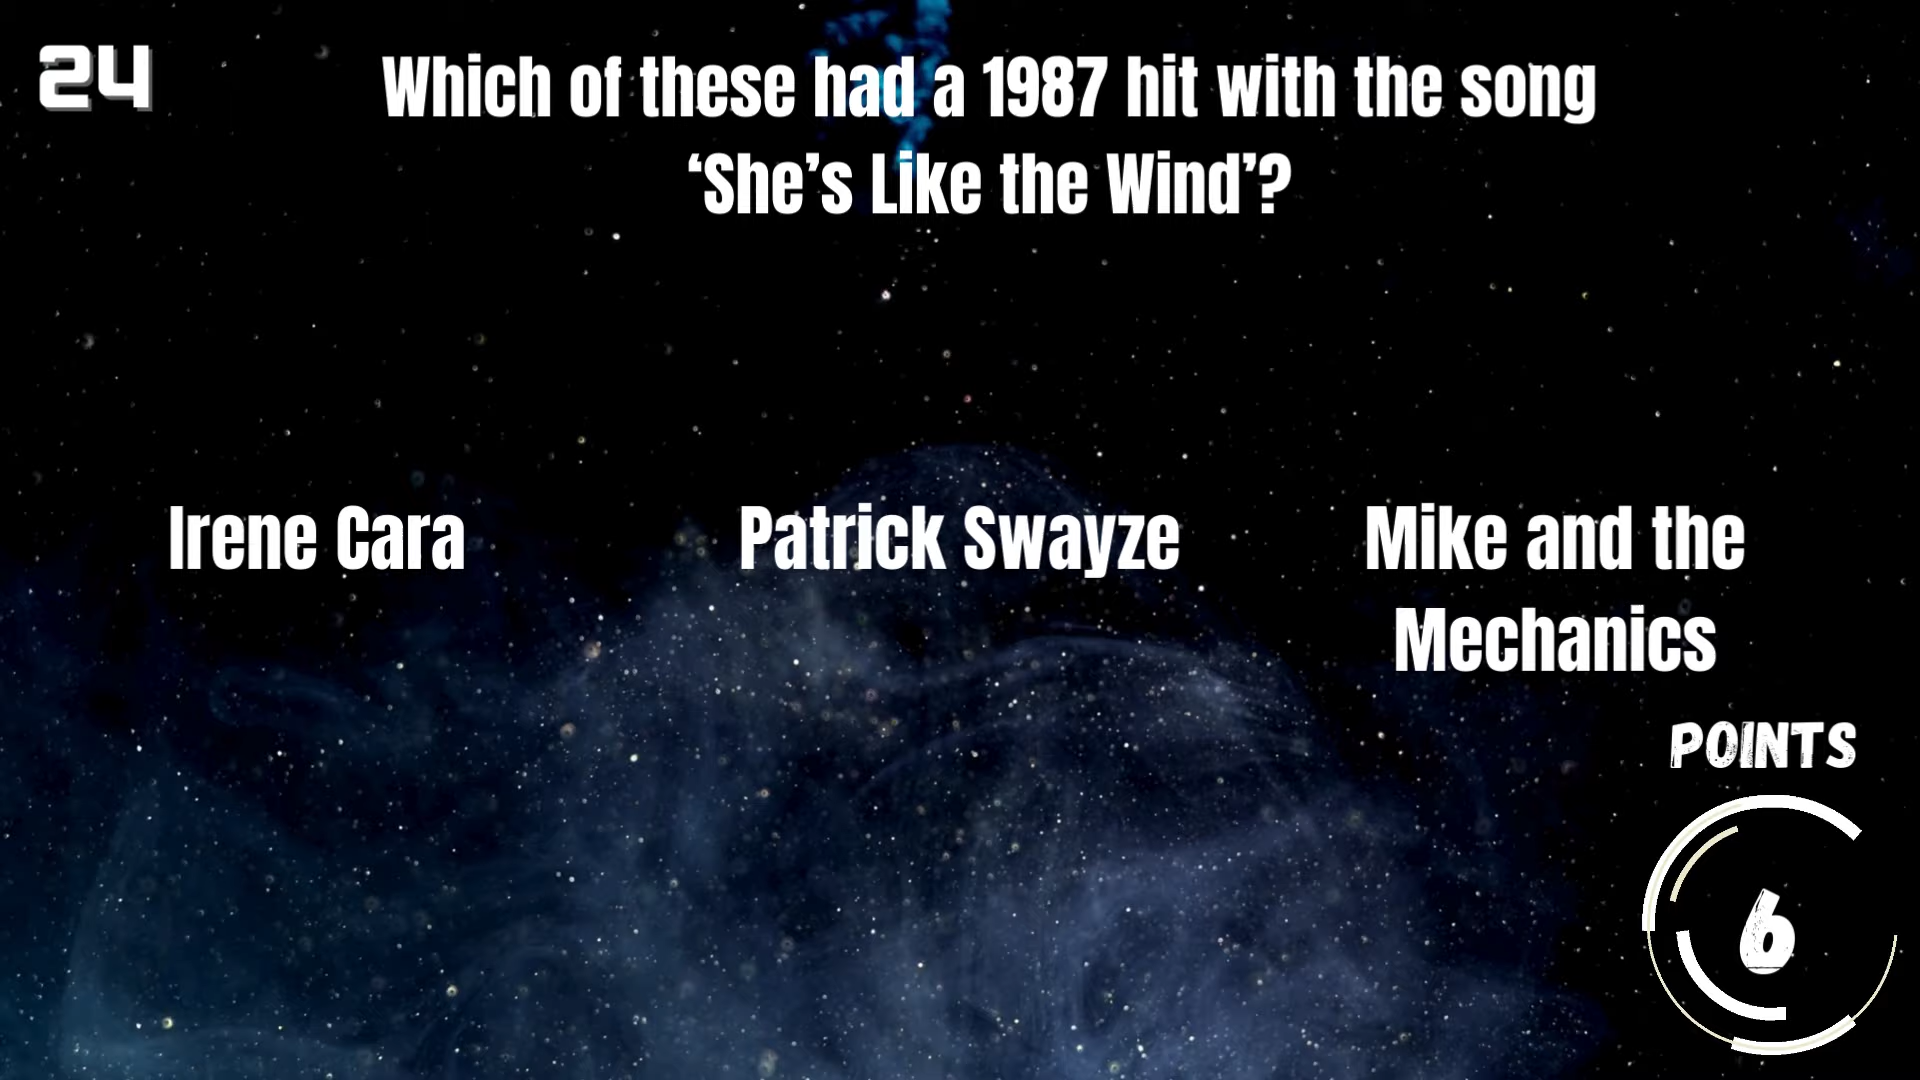 24
Which of these had a 1987 hit with the song
‘She’s Like the Wind’?
Irene Cara
Patrick Swayze
Mike and the
Mechanics
POINTS
6